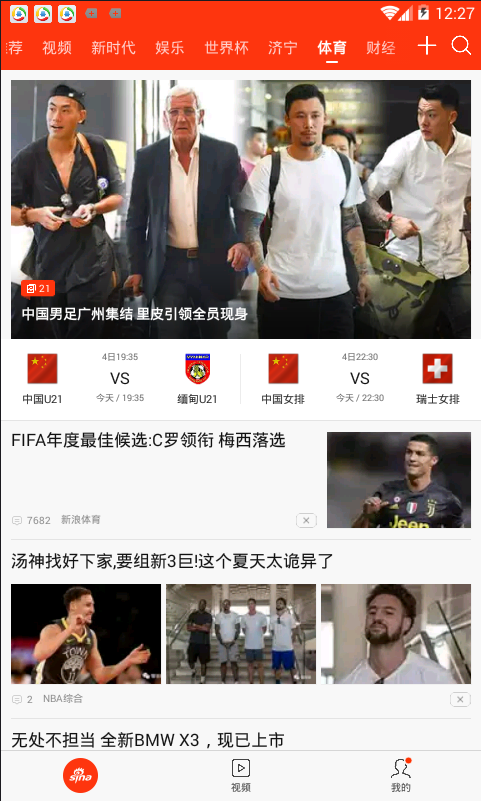 12:27
荐 视频 新时代 娱乐 世界杯 济宁 体育 财经
21
中国男足广州集结 里皮引领全员现身
4日19:35
VS
中国U21 今天 / 19:35 缅甸U21
4日22:30
VS
中国女排 今天 / 22:30 瑞士女排
FIFA年度最佳候选:C罗领衔 梅西落选
Jeep
7682 新浪体育
汤神找好下家,要组新3巨!这个夏天太诡异了
TOWN
2 NBA综合
无处不担当 全新BMW X3，现已上市
sina
视频
我的